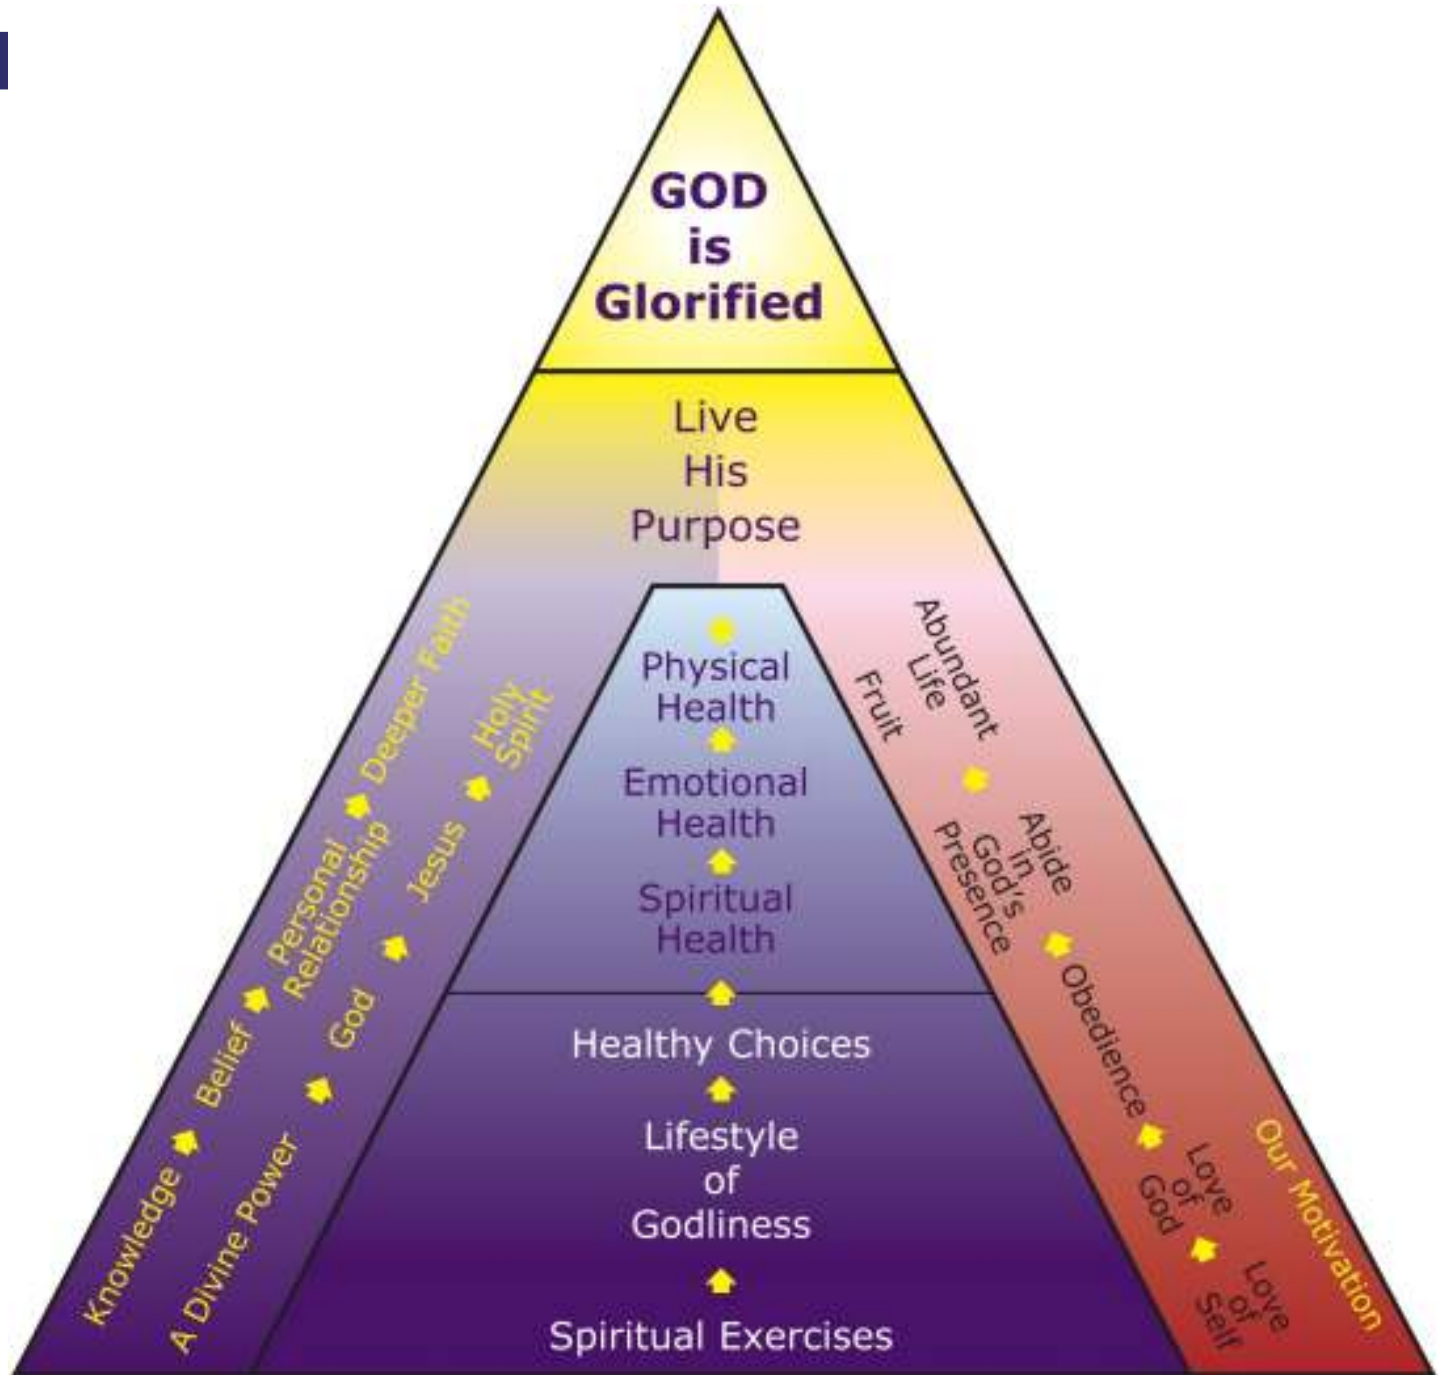 GOD
is
Glorified
Live
His
Purpose
Knowledge
Belief
Personal
Relationship
Deeper Faith
A Divine Power
God
Jesus
Holy
Spirit
Physical
Health
Emotional
Health
Spiritual
Health
Healthy Choices
Lifestyle
of
Godliness
Spiritual Exercises
Abundant
Life
Fruit
Abide
in
God's
Presence
Obedience
Love
of
God
Love
of
Self
Our Motivation